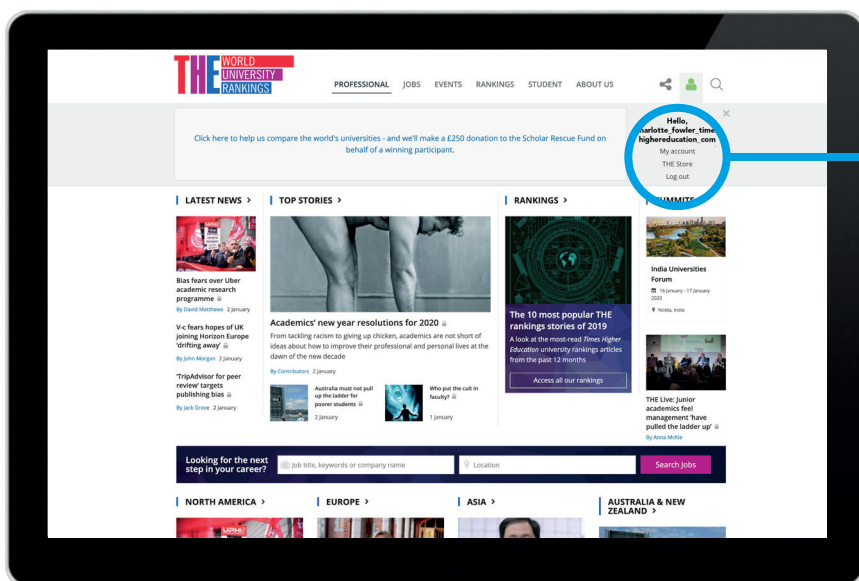 THE WORLD
UNIVERSITY
RANKINGS
PROFESSIONAL JOBS EVENTS RANKINGS STUDENT ABOUT US
Click here to help us compare the world's universities - and we'll make a £250 donation to the Scholar Rescue Fund on
behalf of a winning participant.
Hello,
harlotte_fowler_time
highereducation_com
My account
THE Store
Log out
LATEST NEWS >
Bias fears over Uber
academic research
programme
By David Matthews 2 January
V-c fears hopes of UK
joining Horizon Europe
'drifting away'
By John Morgan 2 January
'TripAdvisor for peer
review' targets
publishing bias
By Jack Grove 2 January
TOP STORIES >
Academics' new year resolutions for 2020
From tackling racism to giving up chicken, academics are not short of
ideas about how to improve their professional and personal lives at the
dawn of the new decade
By Contributors 2 January
Australia must not pull
up the ladder for
poorer students
2 January
Who put the cult in
faculty?
1 January
RANKINGS >
The 10 most popular THE
rankings stories of 2019
A look at the most-read Times Higher
Education university rankings articles
from the past 12 months
Access all our rankings
SUMMITS
India Universities
Forum
16 January - 17 January
2020
Noida, India
THE Live: Junior
academics feel
management 'have
pulled the ladder up'
By Anna McKie
Looking for the next
step in your career?
Job title, keywords or company name
Location
Search Jobs
NORTH AMERICA >
EUROPE >
ASIA >
AUSTRALIA & NEW
ZEALAND >